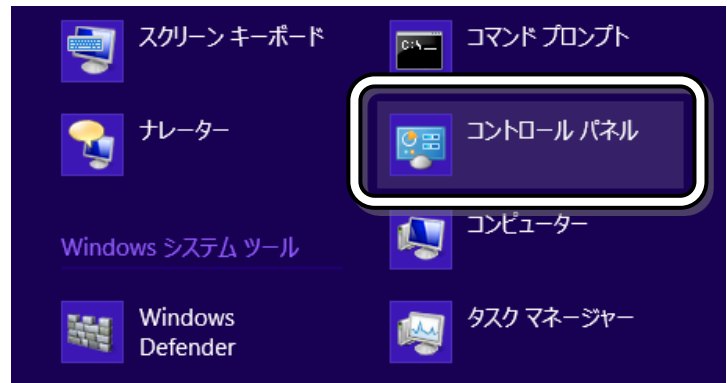 スクリーン キーボード
ナレーター
Windows システム ツール
Windows
Defender
C:\_
コマンド プロンプト
コントロール パネル
コンピューター
タスク マネージャー